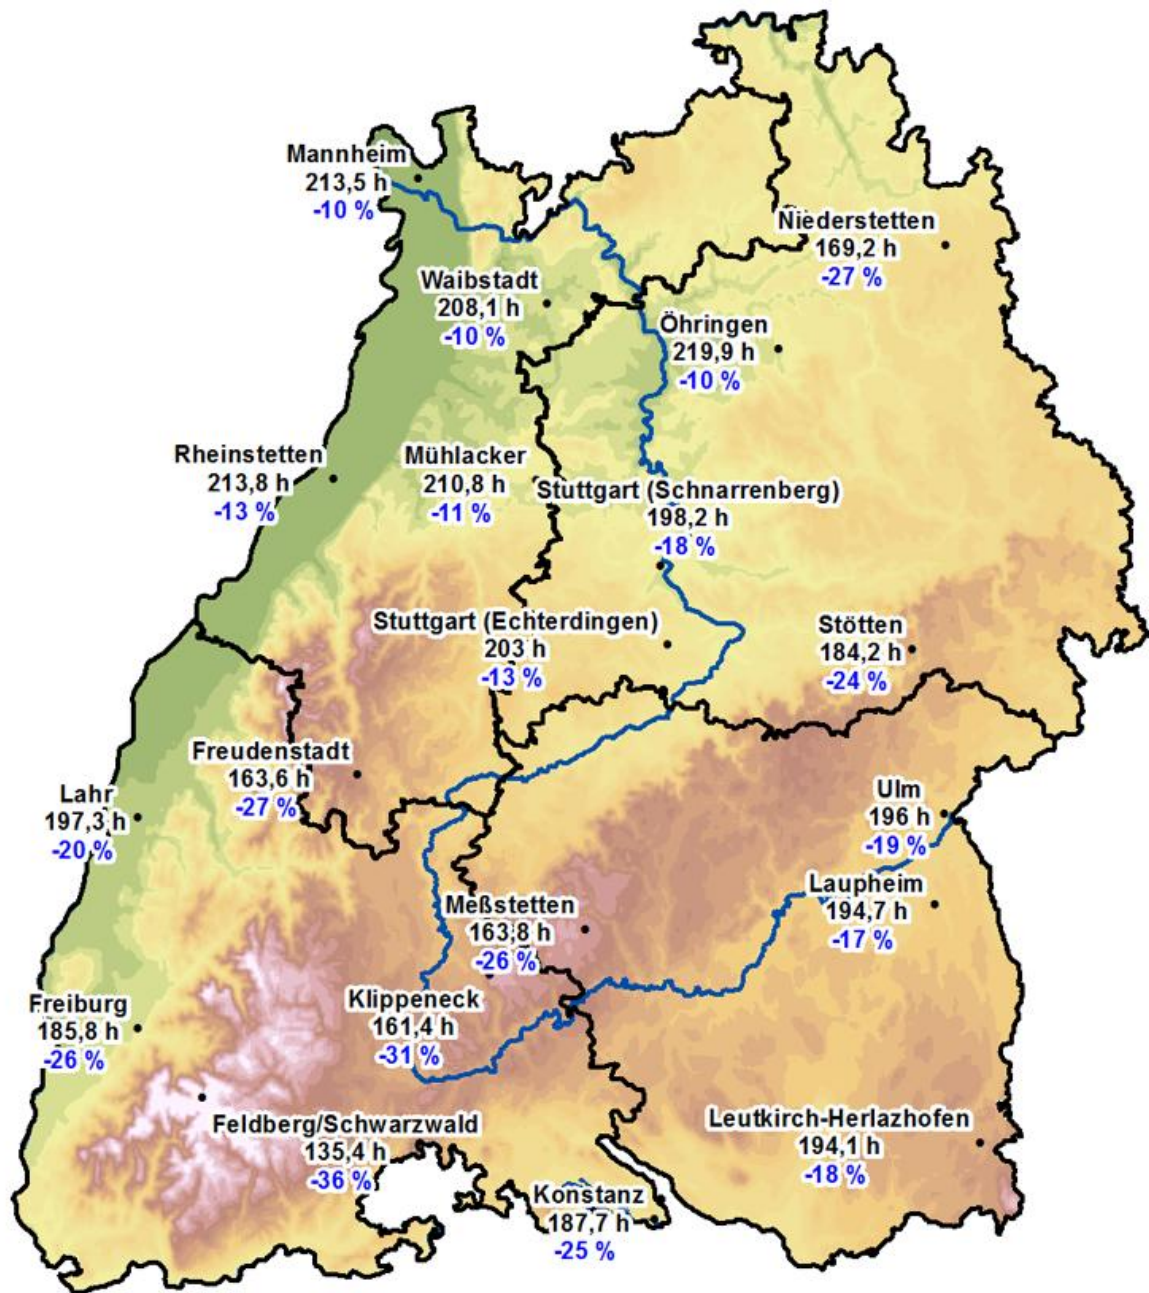 Mannheim
213,5 h
-10 %
Niederstetten
169,2 h
-27 %
Waibstadt
208,1 h
-10 %
Öhringen
219,9 h
-10 %
Rheinstetten
213,8 h
-13 %
Mühlacker
210,8 h
-11 %
Stuttgart (Schnarrenberg)
198,2 h
-18 %
Stuttgart (Echterdingen)
203 h
-13 %
Stötten
184,2 h
-24 %
Freudenstadt
163,6 h
-27 %
Lahr
197,3 h
-20 %
Ulm
196 h
-19 %
Laupheim
194,7 h
-17 %
Meßstetten
163,8 h
-26 %
Freiburg
185,8 h
-26 %
Klippeneck
161,4 h
-31 %
Feldberg/Schwarzwald
135,4 h
-36 %
Leutkirch-Herlazhofen
194,1 h
-18 %
Konstanz
187,7 h
-25 %